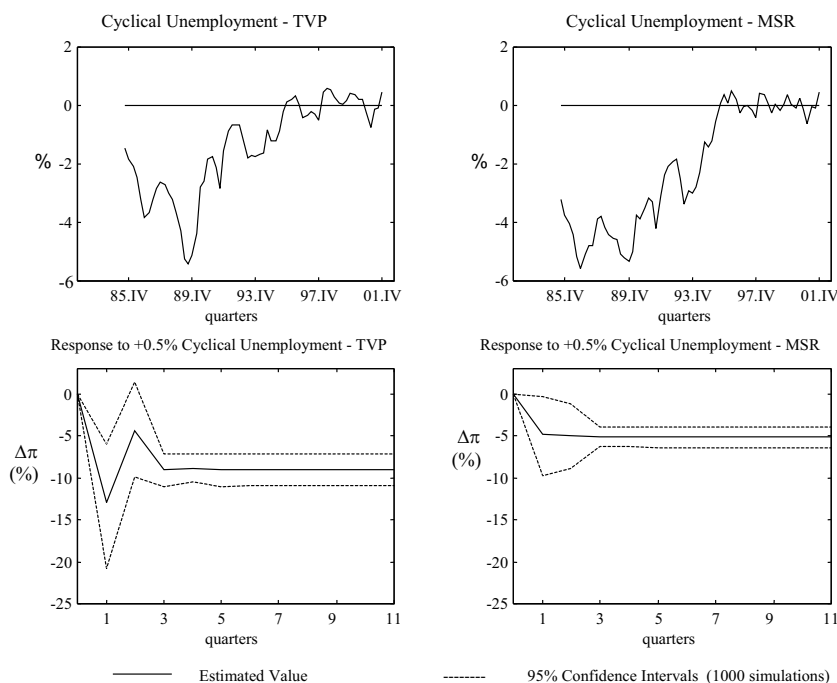 Cyclical Unemployment - TVP
2
0
%
-2
-4
-6
85.IV 89.IV 93.IV 97.IV 01.IV
quarters
Cyclical Unemployment - MSR
2
0
%
-2
-4
-6
85.IV 89.IV 93.IV 97.IV 01.IV
quarters
Response to +0.5% Cyclical Unemployment - TVP
0
-5
Δπ
(%)
-10
-15
-20
-25
1 3 5 7 9 11
quarters
Response to +0.5% Cyclical Unemployment - MSR
0
-5
Δπ
(%)
-10
-15
-20
-25
1 3 5 7 9 11
quarters
Estimated Value
95% Confidence Intervals (1000 simulations)